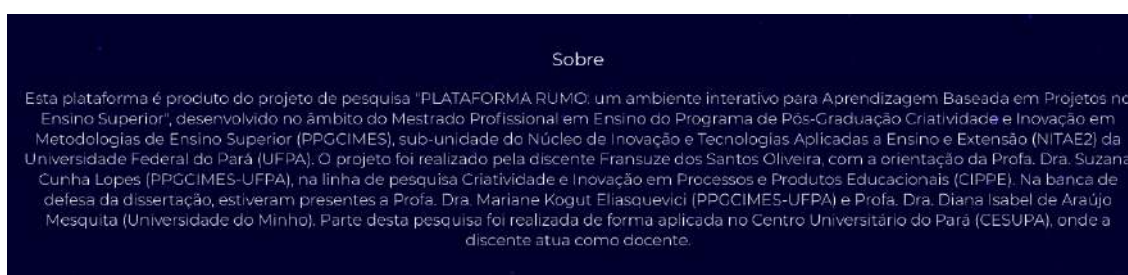 Sobre
Esta plataforma é produto do projeto de pesquisa "PLATAFORMA RUMO: um ambiente interativo para Aprendizagem Baseada em Projetos no
Ensino Superior", desenvolvido no âmbito do Mestrado Profissional em Ensino do Programa de Pós-Graduação Criatividade e Inovação em
Metodologias de Ensino Superior (PPGCIMES), sub-unidade do Núcleo de Inovação e Tecnologias Aplicadas a Ensino e Extensão (NITAE2} da
Universidade Federal do Pará (UFPA). O projeto foi realizado pela discente Fransuze dos Santos Oliveira, com a orientação da Profa. Dra. Suzana
Cunha Lopes (PPGCIMES-UFPA), na linha de pesquisa Criatividade e Inovação em Processos e Produtos Educacionais (CIPPE). Na banca de
defesa da dissertação, estiveram presentes a Profa. Dra. Mariane Kogut Eliasquevici (PPGCIMES-UFPA) e Profa. Dra. Diana Isabel de Araújo
Mesquita (Universidade do Minho). Parte desta pesquisa foi realizada de forma aplicada no Centro Universitário do Pará (CESUPA), onde a
discente atua como docente.